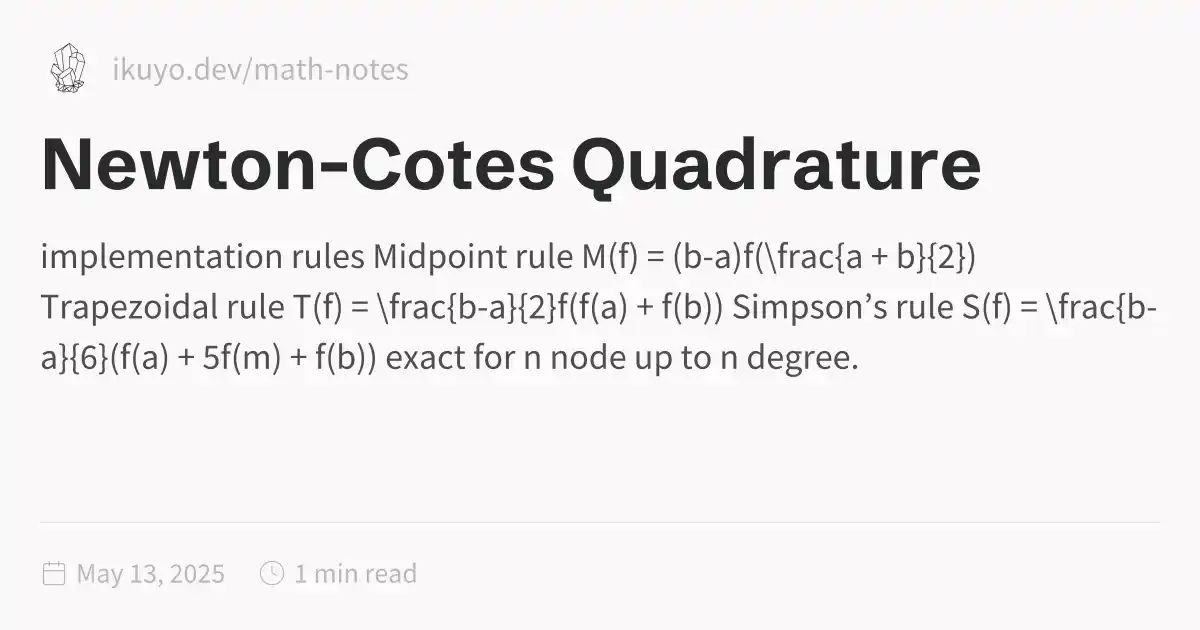 ikuyo.dev/math-notes
Newton-Cotes Quadrature
implementation rules Midpoint rule M(f) = (b-a)f(\frac{a + b}{2})
Trapezoidal rule T(f) = \frac{b-a}{2}f(f(a) + f(b)) Simpson’s rule S(f) = \frac{b-
a}{6}(f(a) + 5f(m) + f(b)) exact for n node up to n degree.
May 13, 2025 1 min read